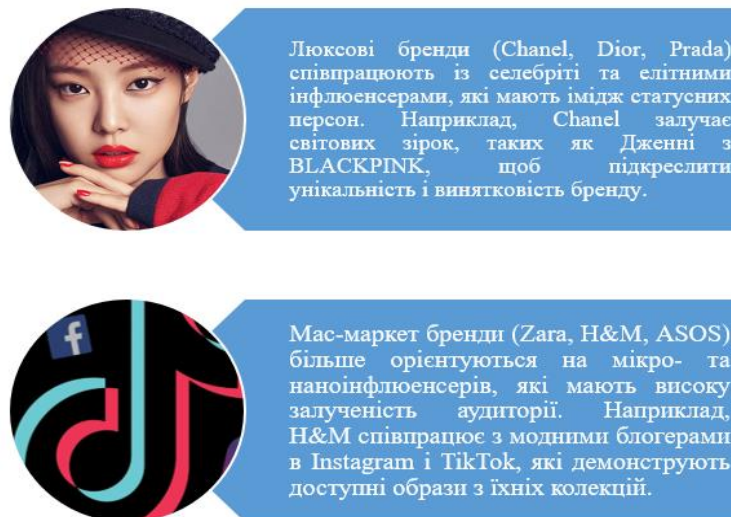 Люксові бренди (Chanel, Dior, Prada)
співпрацюють із селебріті та елітними
інфлюенсерами, які мають імідж статусних
персон. Наприклад, Chanel залучає
світових зірок, таких як Дженні з
BLACKPINK, щоб підкреслити
унікальність і винятковість бренду.
Мас-маркет бренди (Zara, H&M, ASOS)
більше орієнтуються на мікро- та
наноінфлюенсерів, які мають високу
залученість аудиторії. Наприклад,
H&M співпрацює з модними блогерами
в Instagram і TikTok, які демонструють
доступні образи з їхніх колекцій.